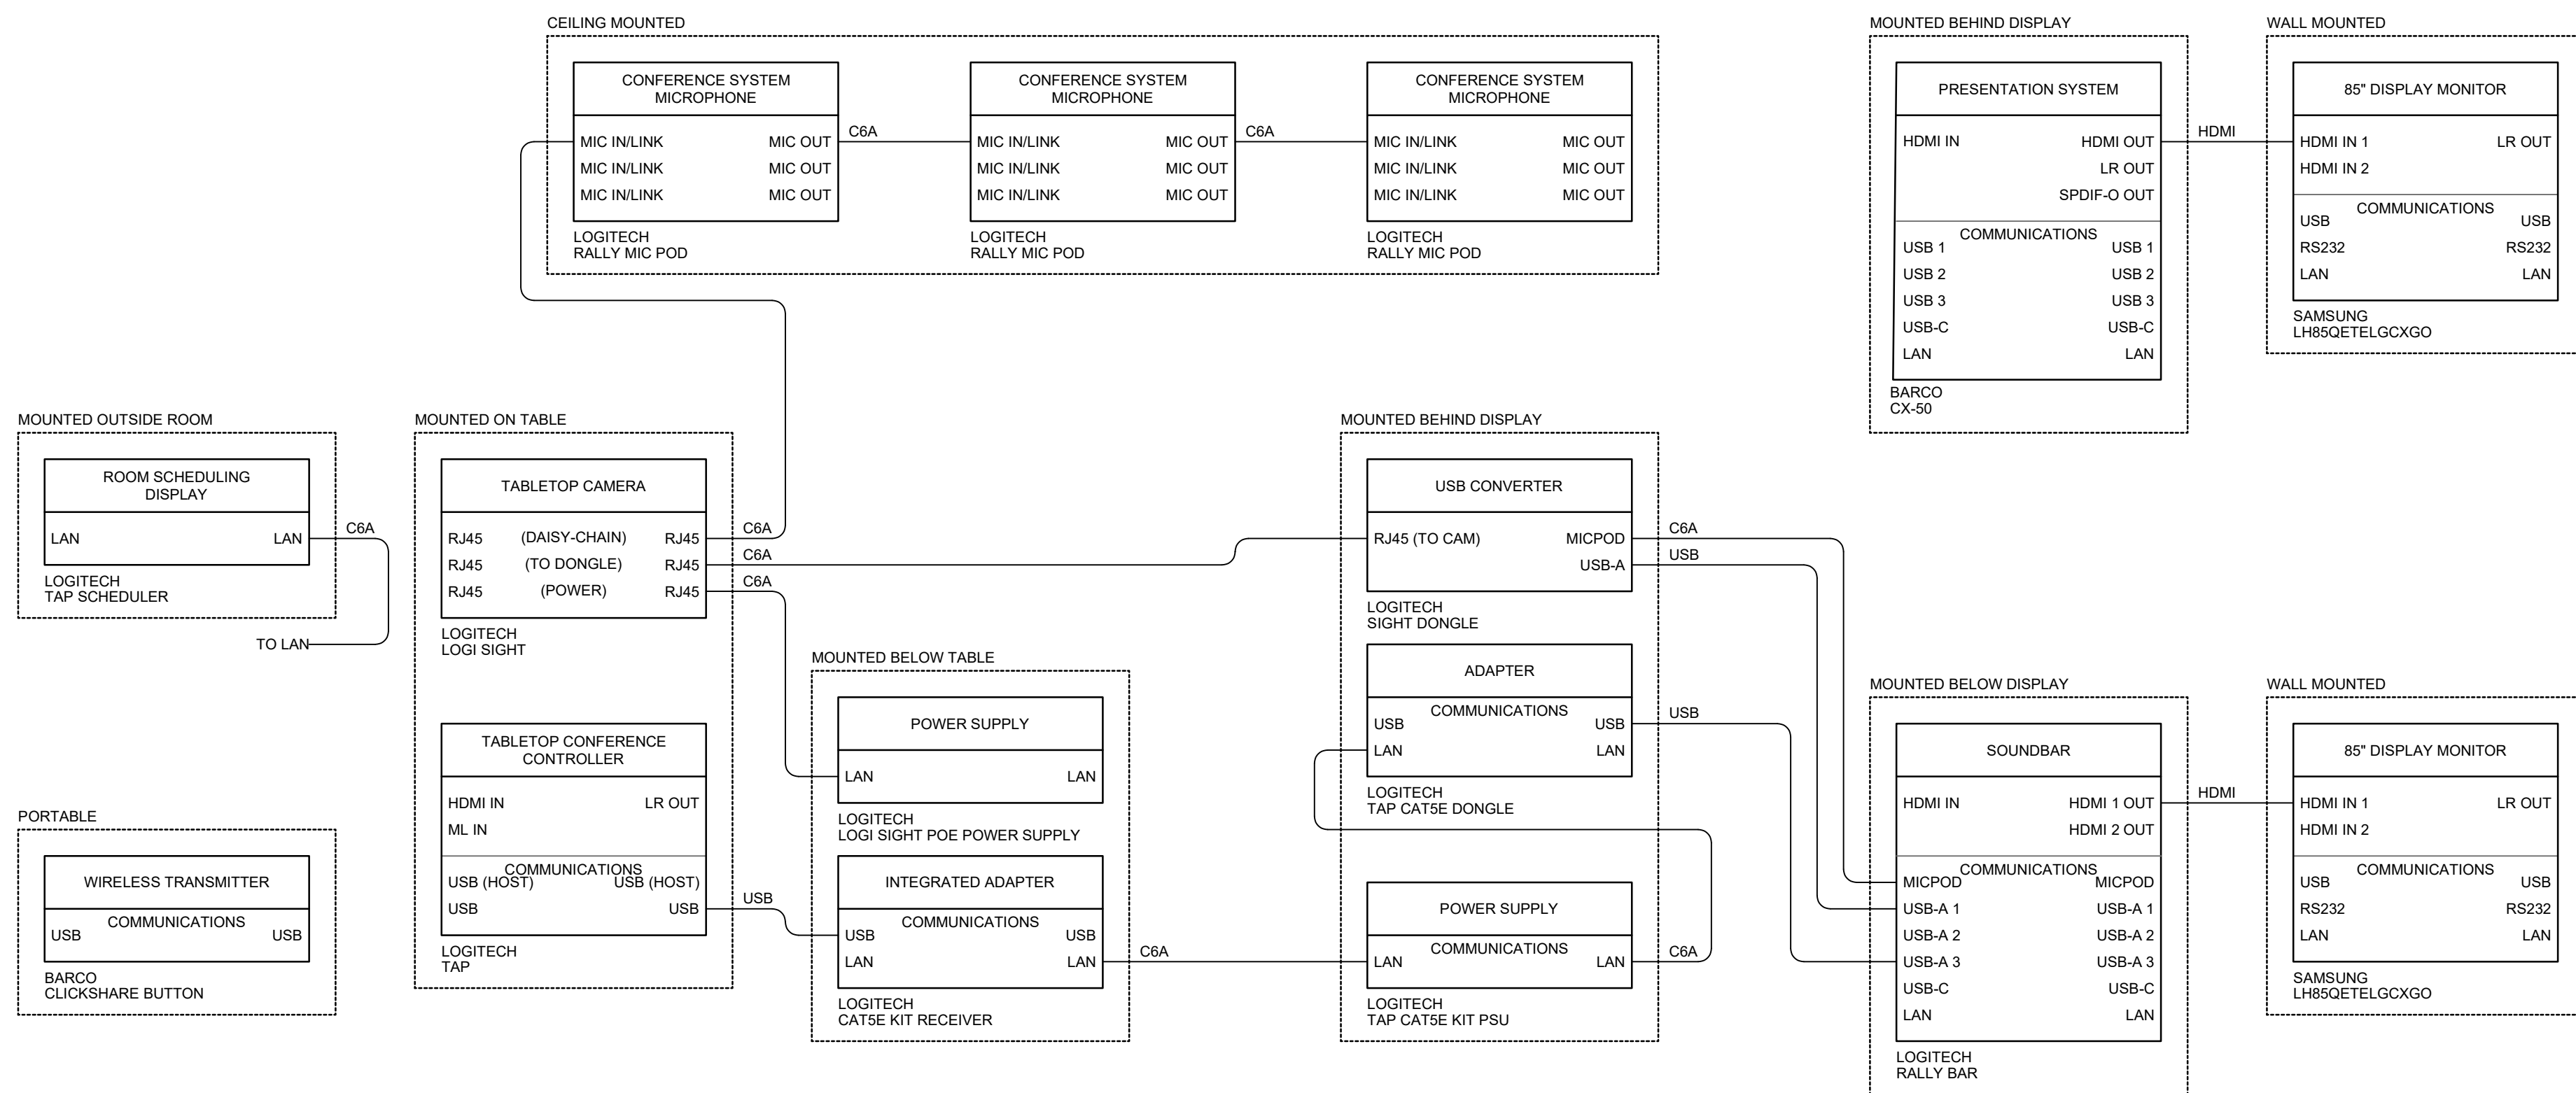 CEILING MOUNTED
CONFERENCE SYSTEM
MICROPHONE
MIC IN/LINK MIC OUT
MIC IN/LINK MIC OUT
MIC IN/LINK MIC OUT
LOGITECH
RALLY MIC POD
C6A
CONFERENCE SYSTEM
MICROPHONE
MIC IN/LINK MIC OUT
MIC IN/LINK MIC OUT
MIC IN/LINK MIC OUT
LOGITECH
RALLY MIC POD
C6A
CONFERENCE SYSTEM
MICROPHONE
MIC IN/LINK MIC OUT
MIC IN/LINK MIC OUT
MIC IN/LINK MIC OUT
LOGITECH
RALLY MIC POD
MOUNTED BEHIND DISPLAY
PRESENTATION SYSTEM
HDMI IN HDMI OUT
LR OUT
SPDIF-O OUT
COMMUNICATIONS
USB 1 USB 1
USB 2 USB 2
USB 3 USB 3
USB-C USB-C
LAN LAN
BARCO
CX-50
HDMI
WALL MOUNTED
85" DISPLAY MONITOR
HDMI IN 1 LR OUT
HDMI IN 2
COMMUNICATIONS
USB USB
RS232 RS232
LAN LAN
SAMSUNG
LH85QETELGCXGO
MOUNTED OUTSIDE ROOM
ROOM SCHEDULING
DISPLAY
LAN LAN
LOGITECH
TAP SCHEDULER
C6A
TO LAN
MOUNTED ON TABLE
TABLETOP CAMERA
RJ45 (DAISY-CHAIN) RJ45
RJ45 (TO DONGLE) RJ45
RJ45 (POWER) RJ45
LOGITECH
LOGI SIGHT
C6A
C6A
C6A
TABLETOP CONFERENCE
CONTROLLER
HDMI IN LR OUT
ML IN
COMMUNICATIONS
USB (HOST) USB (HOST)
USB USB
LOGITECH
TAP
USB
MOUNTED BELOW TABLE
POWER SUPPLY
LAN LAN
LOGITECH
LOGI SIGHT POE POWER SUPPLY
INTEGRATED ADAPTER
COMMUNICATIONS
USB USB
LAN LAN
LOGITECH
CAT5E KIT RECEIVER
C6A
MOUNTED BEHIND DISPLAY
USB CONVERTER
RJ45 (TO CAM) MICPOD
USB-A
LOGITECH
SIGHT DONGLE
C6A
USB
ADAPTER
COMMUNICATIONS
USB USB
LAN LAN
LOGITECH
TAP CAT5E DONGLE
USB
POWER SUPPLY
COMMUNICATIONS
LAN LAN
LOGITECH
TAP CAT5E KIT PSU
C6A
MOUNTED BELOW DISPLAY
SOUNDBAR
HDMI IN HDMI 1 OUT
HDMI 2 OUT
COMMUNICATIONS
MICPOD MICPOD
USB-A 1 USB-A 1
USB-A 2 USB-A 2
USB-A 3 USB-A 3
USB-C USB-C
LAN LAN
LOGITECH
RALLY BAR
HDMI
WALL MOUNTED
85" DISPLAY MONITOR
HDMI IN 1 LR OUT
HDMI IN 2
COMMUNICATIONS
USB USB
RS232 RS232
LAN LAN
SAMSUNG
LH85QETELGCXGO
PORTABLE
WIRELESS TRANSMITTER
COMMUNICATIONS
USB USB
BARCO
CLICKSHARE BUTTON